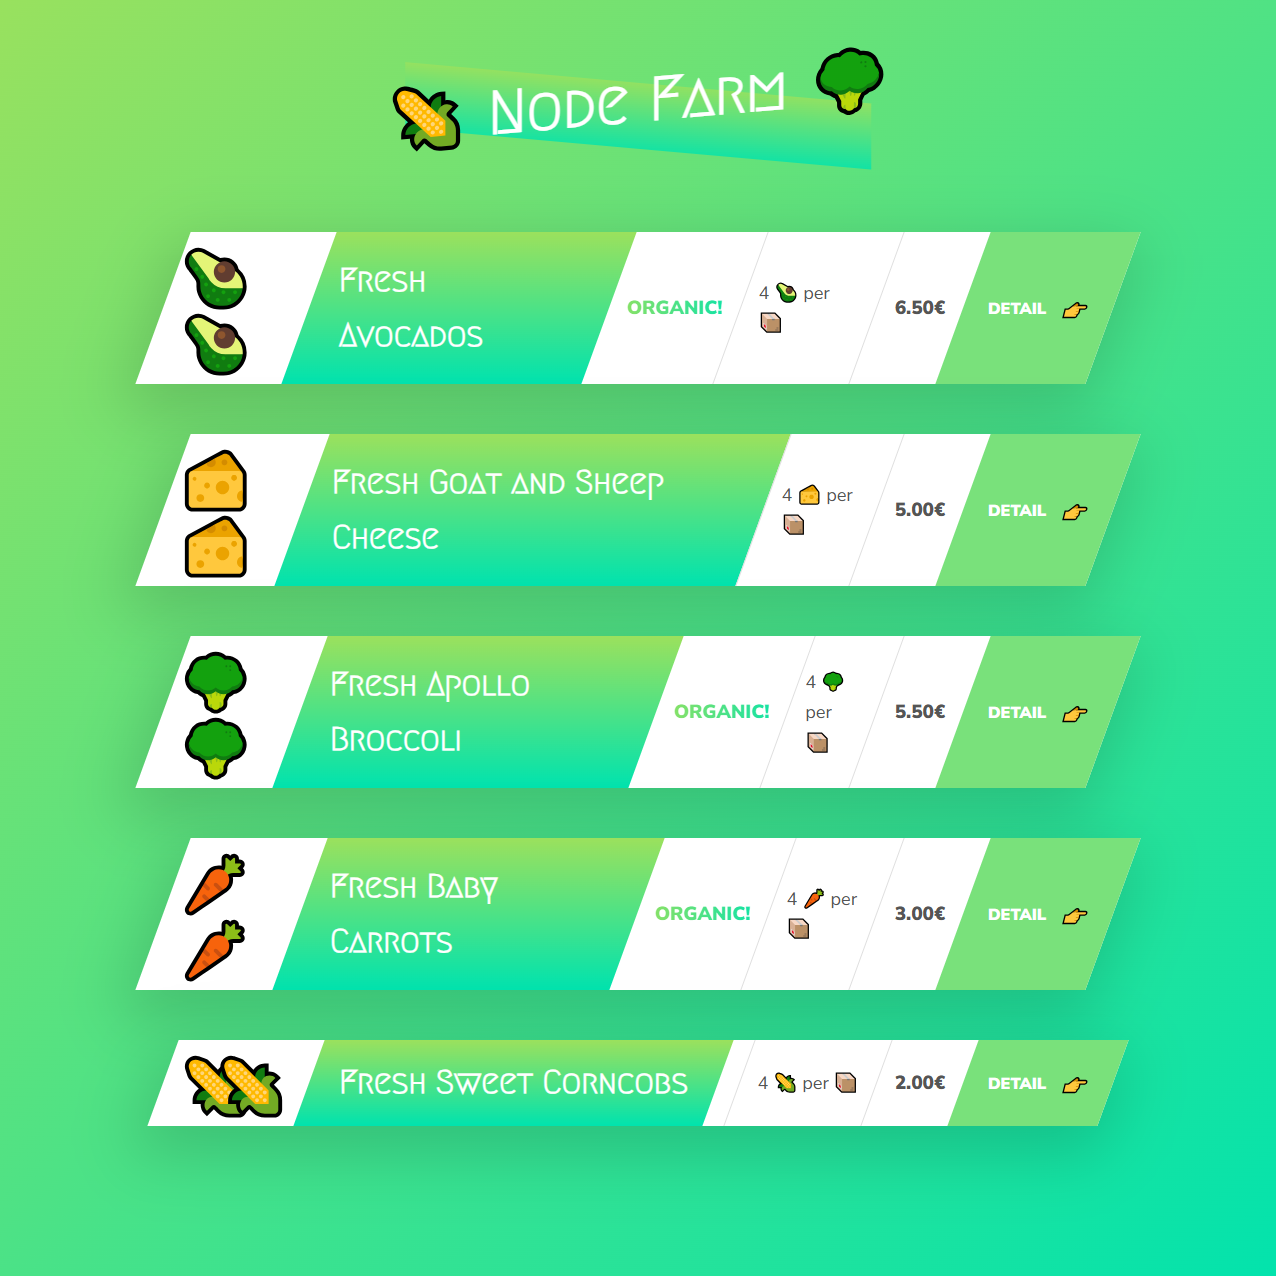 Node Farm
Fresh
Avocados
ORGANIC!
4 🥑 per
📦
6.50€
DETAIL 👉
Fresh Goat and Sheep
Cheese
4 🧀 per
📦
5.00€
DETAIL 👉
Fresh Apollo
Broccoli
ORGANIC!
4 🥦
per
📦
5.50€
DETAIL 👉
Fresh Baby
Carrots
ORGANIC!
4 🥕 per
📦
3.00€
DETAIL 👉
Fresh Sweet Corncobs
4 🌽 per 📦
2.00€
DETAIL 👉